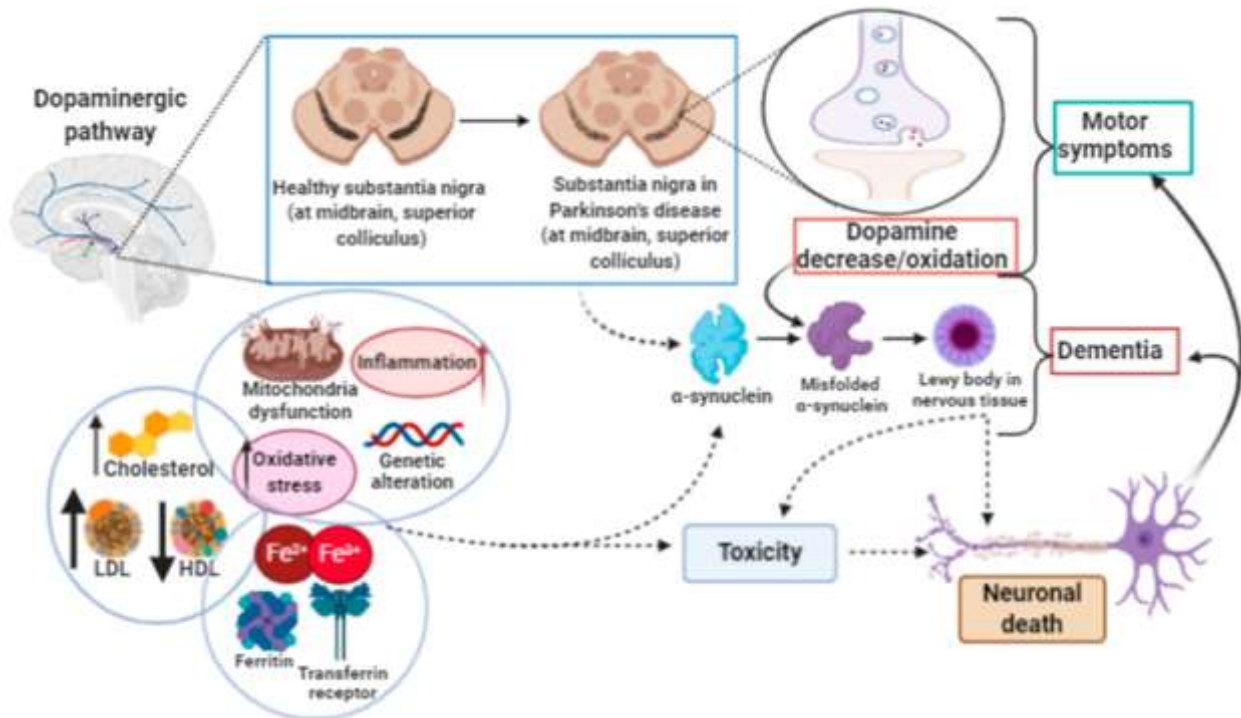 Dopaminergic
pathway
Healthy substantia nigra
(at midbrain, superior
colliculus)
Substantia nigra in
Parkinson's disease
(at midbrain, superior
colliculus)
Motor
symptoms
Dopamine
decrease/oxidation
α-synuclein
Misfolded
α-synuclein
Lewy body in
nervous tissue
Dementia
Mitochondria
dysfunction
Inflammation
Cholesterol
Oxidative
stress
Genetic
alteration
LDL
HDL
Fe²⁺
Fe³⁺
Ferritin
Transferrin
receptor
Toxicity
Neuronal
death